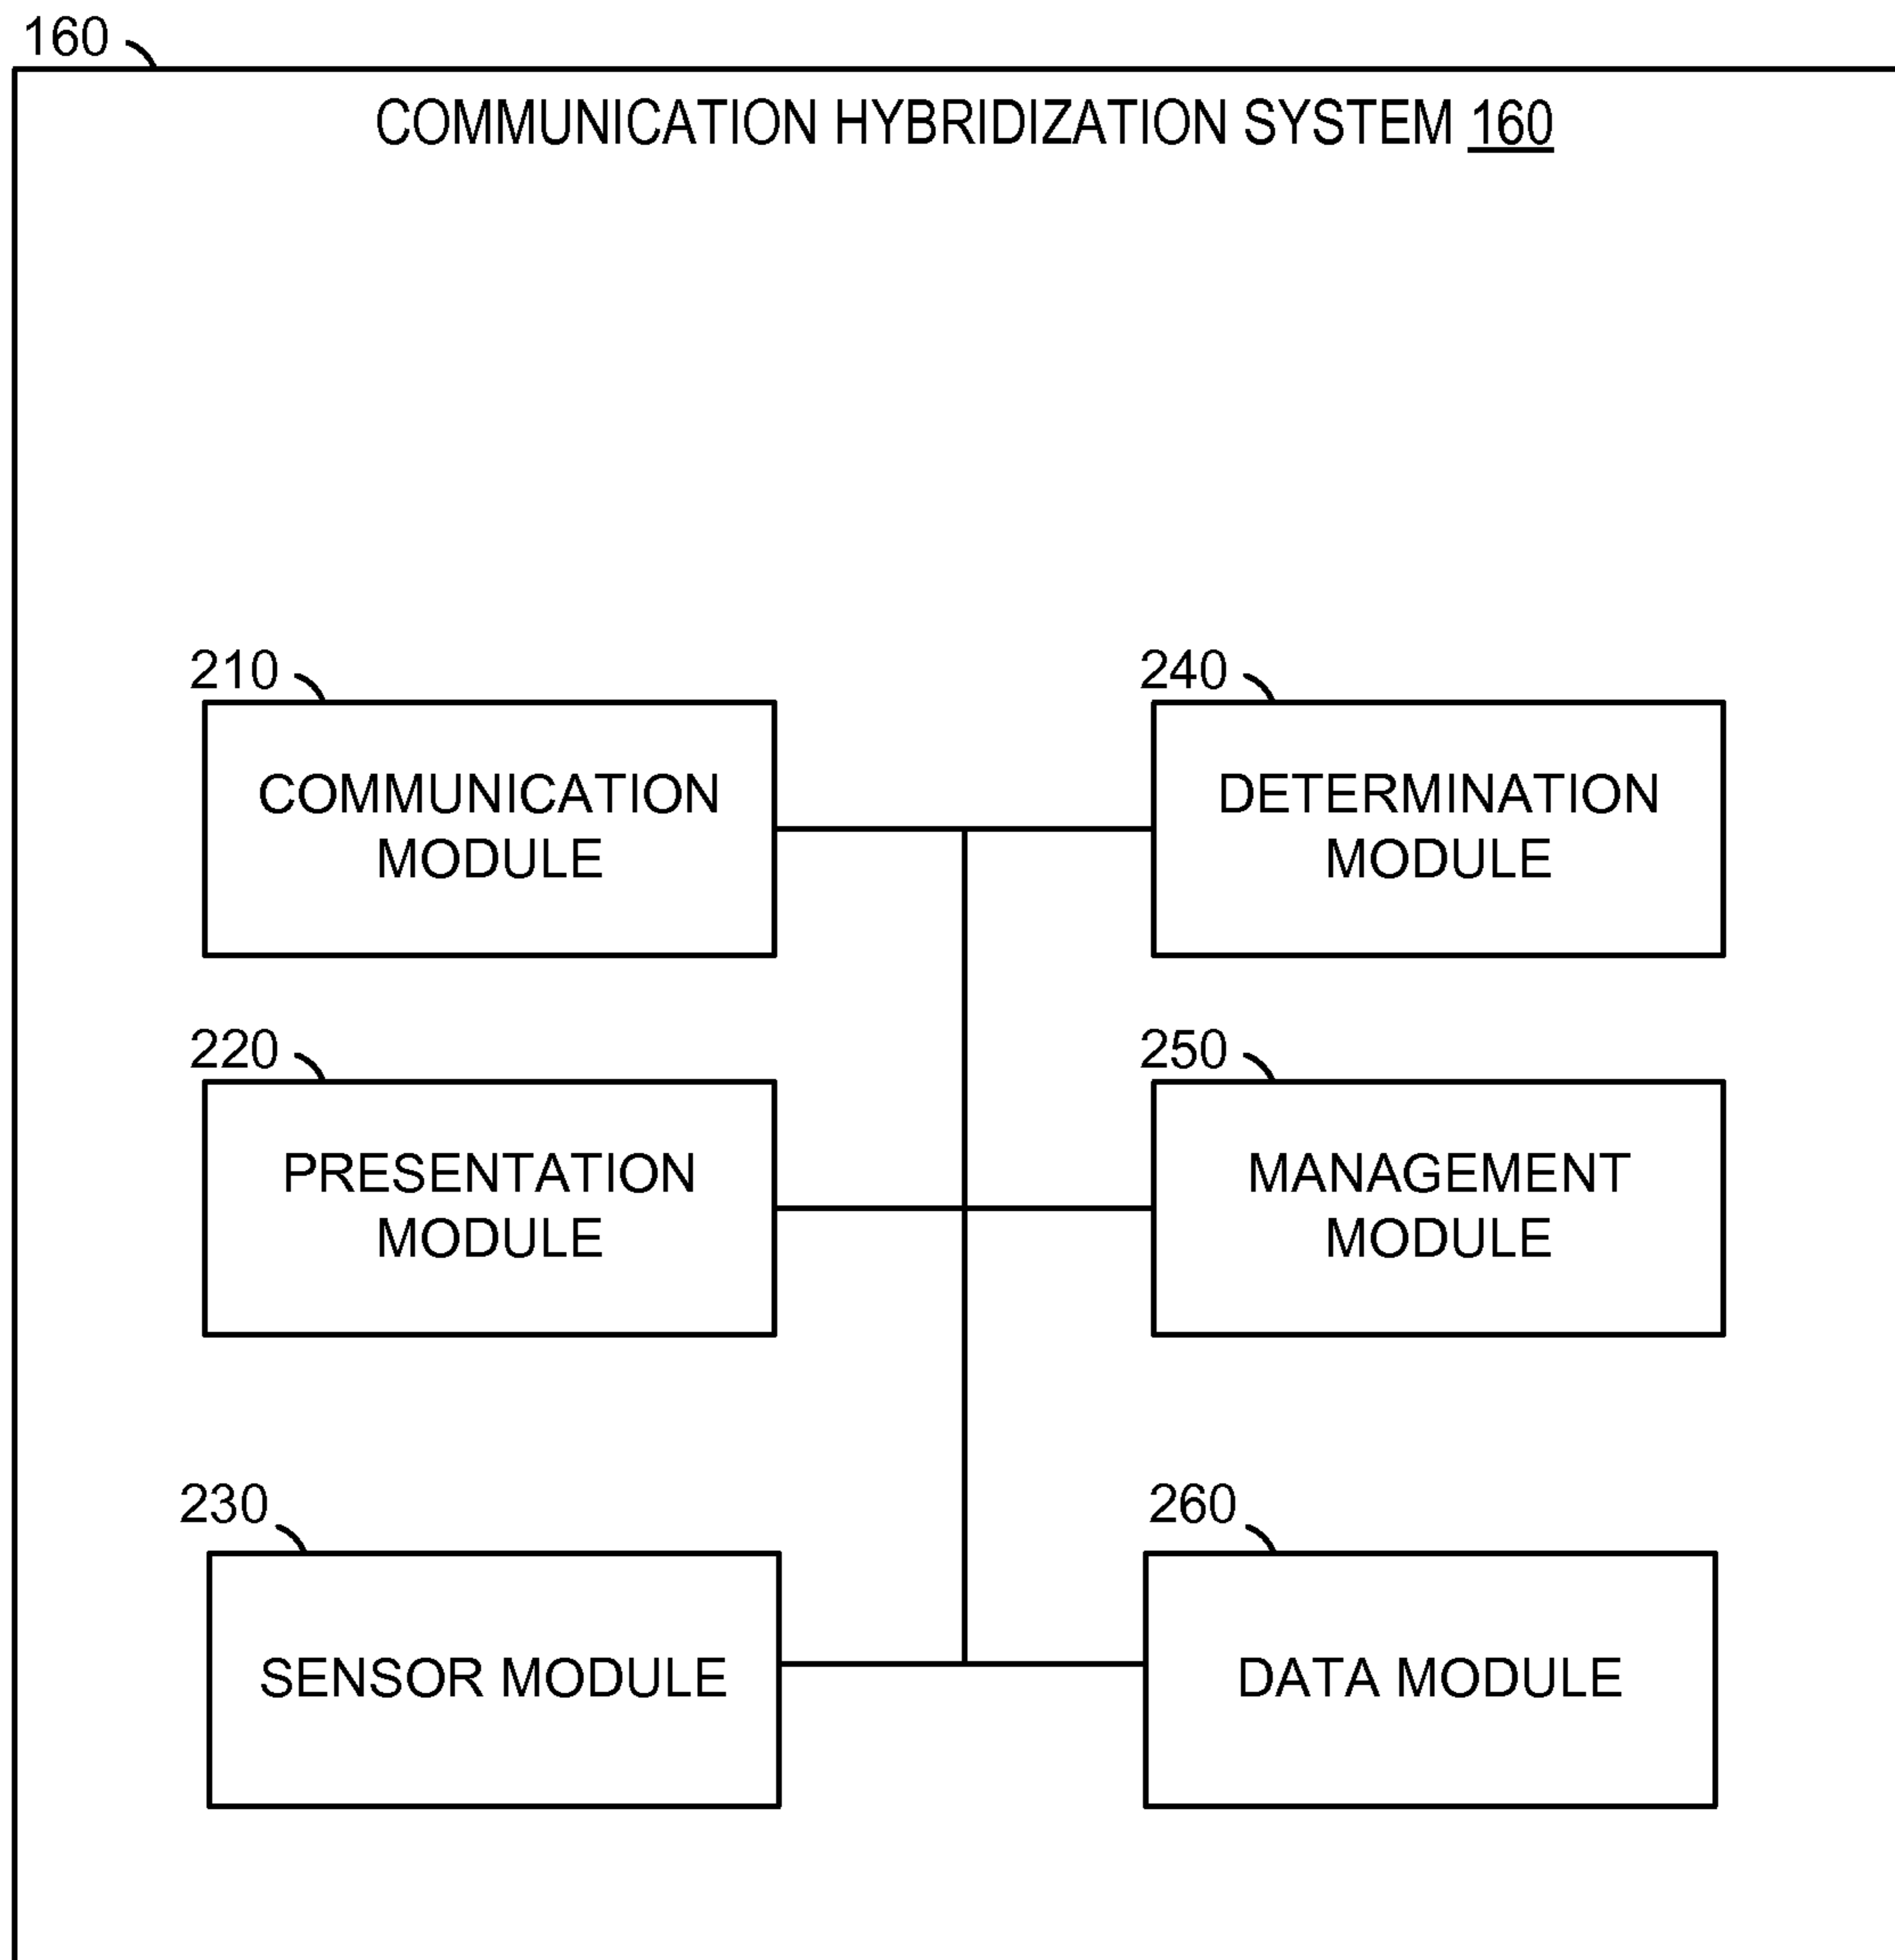 160
COMMUNICATION HYBRIDIZATION SYSTEM 160
210
COMMUNICATION
MODULE
240
DETERMINATION
MODULE
220
PRESENTATION
MODULE
250
MANAGEMENT
MODULE
230
SENSOR MODULE
260
DATA MODULE